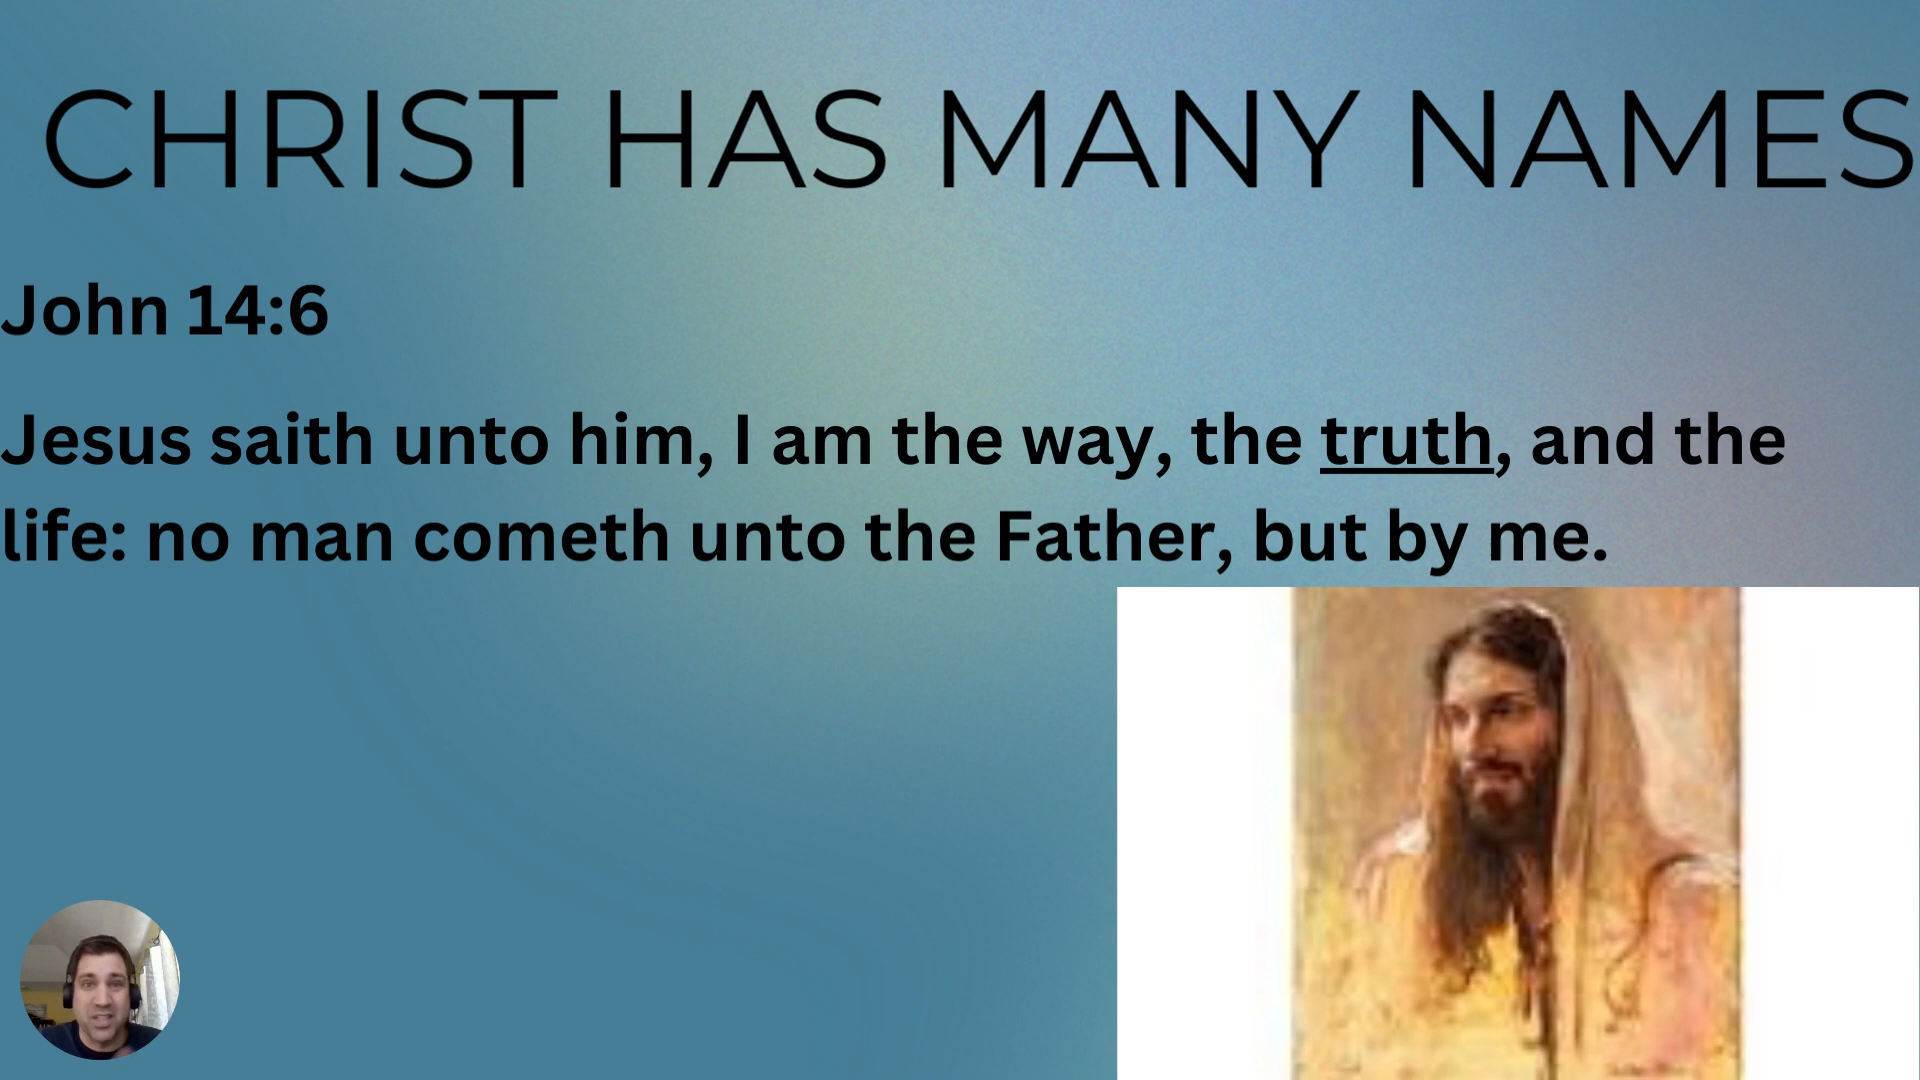 CHRIST HAS MANY NAMES
John 14:6
Jesus saith unto him, I am the way, the truth, and the
life: no man cometh unto the Father, but by me.